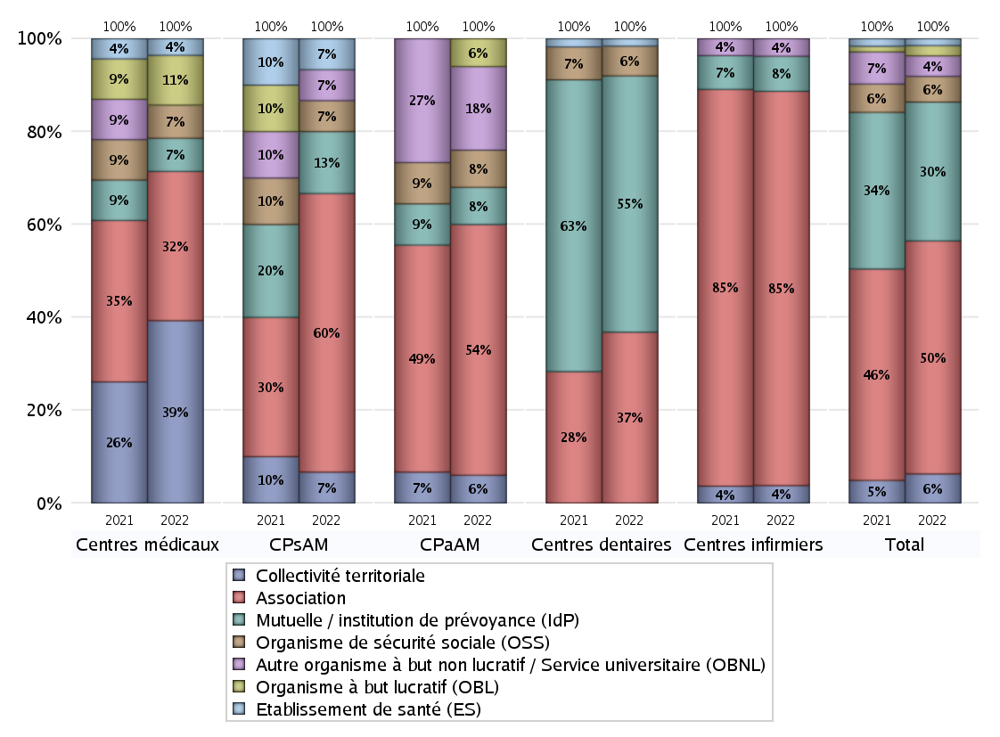 100% 100% 100% 100% 100% 100% 100% 100% 100% 100% 100% 100%
100%
4% 4% 10% 7% 27% 6% 7% 6% 4% 4% 7% 4%
9% 11% 10% 7% 18% 63% 55% 7% 8% 6% 6%
80%
9% 7% 10% 7% 9% 8% 28% 37% 85% 85% 34% 30%
9% 7% 10% 13% 9% 8% 46% 50%
60%
9% 32% 20% 60% 49% 54% 4% 4% 5% 6%
40%
35% 39% 30% 7% 7% 6%
20%
26% 10%
0%
2021 2022 2021 2022 2021 2022 2021 2022 2021 2022 2021 2022
Centres médicaux CPsAM CPaAM Centres dentaires Centres infirmiers Total
Collectivité territoriale
Association
Mutuelle / institution de prévoyance (IdP)
Organisme de sécurité sociale (OSS)
Autre organisme à but non lucratif / Service universitaire (OBNL)
Organisme à but lucratif (OBL)
Etablissement de santé (ES)